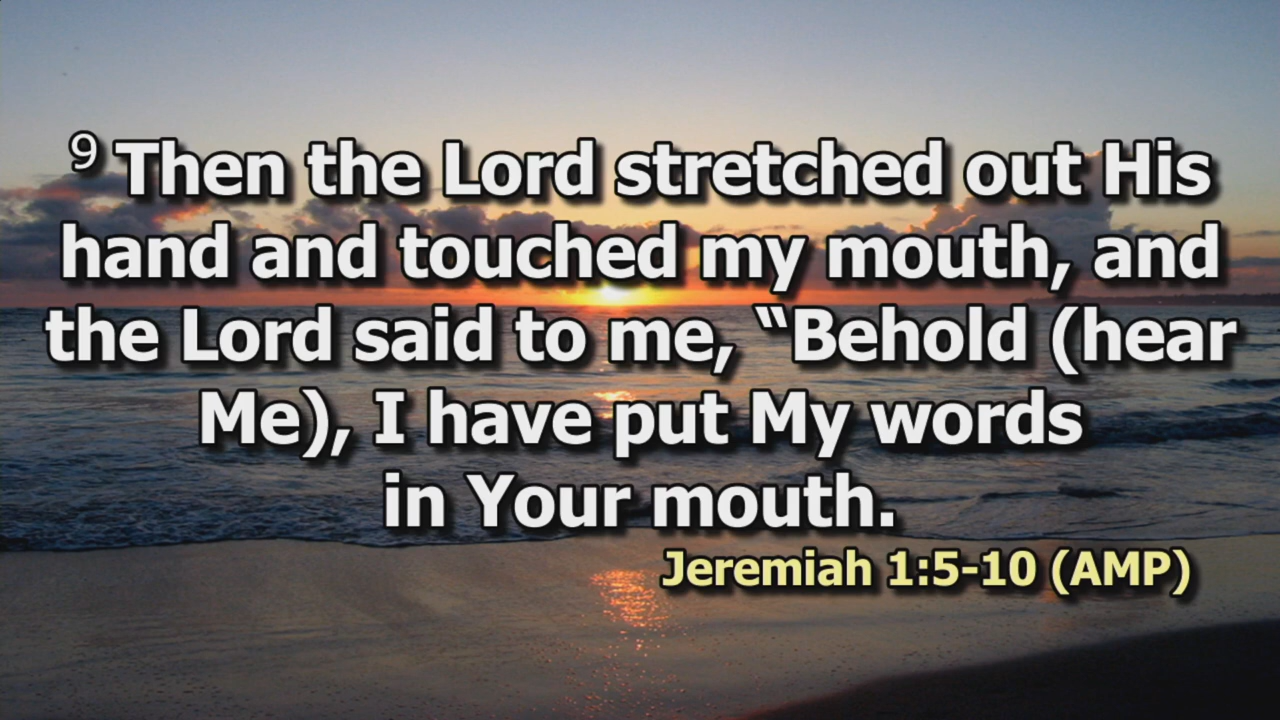 9 Then the Lord stretched out His
hand and touched my mouth, and
the Lord said to me, “Behold (hear
Me), I have put My words
in Your mouth.
Jeremiah 1:5-10 (AMP)